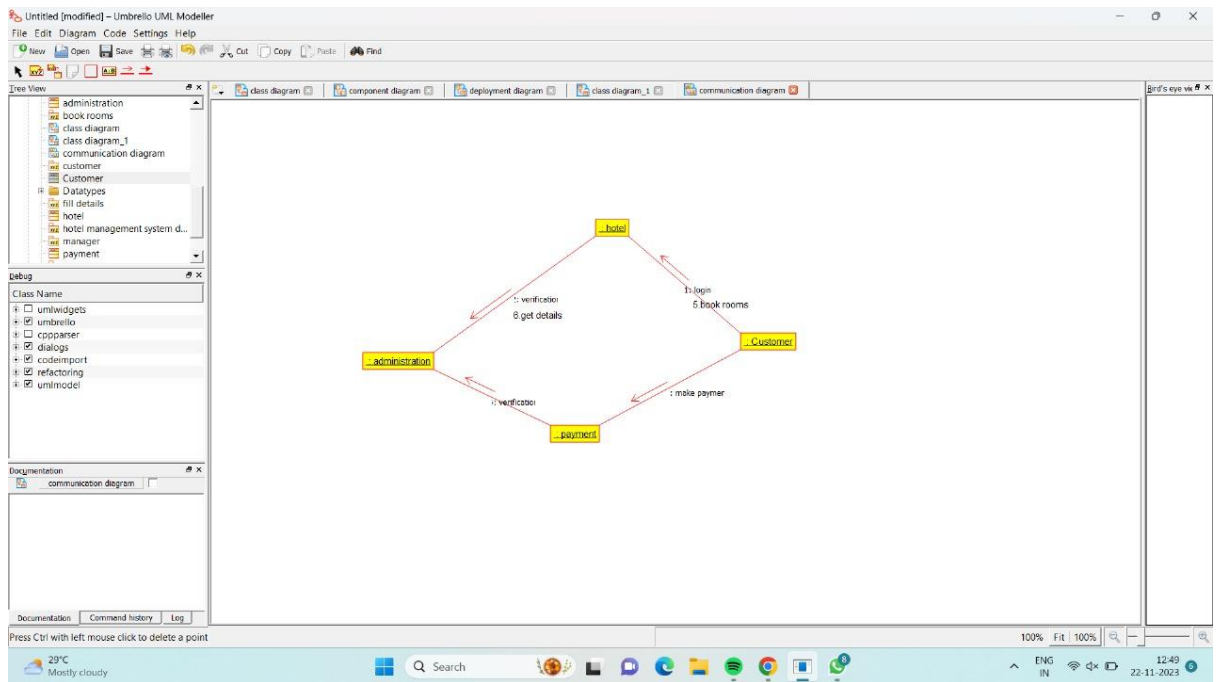 Untitled [modified] – Umbrello UML Modeller
File Edit Diagram Code Settings Help
New Open Save Cut Copy Paste Find
Tree View
class diagram component diagram deployment diagram class diagram_1 communication diagram
Bird's eye vie
administration
book rooms
class diagram
class diagram_1
communication diagram
customer
Customer
Datatypes
fill details
hotel
hotel management system d...
manager
payment
Debug
Class Name
umlwidgets
umbrello
cppparser
dialogs
codeimport
refactoring
umlmodel
: hotel
1: login
5.book rooms
: verification
6.get details
: Customer
: administration
: make paymer
: verification
: payment
Documentation
communication diagram
Documentation Command history Log
Press Ctrl with left mouse click to delete a point
100% Fit 100%
29°C
Mostly cloudy
Search
8
ENG
IN
12:49
22-11-2023
6